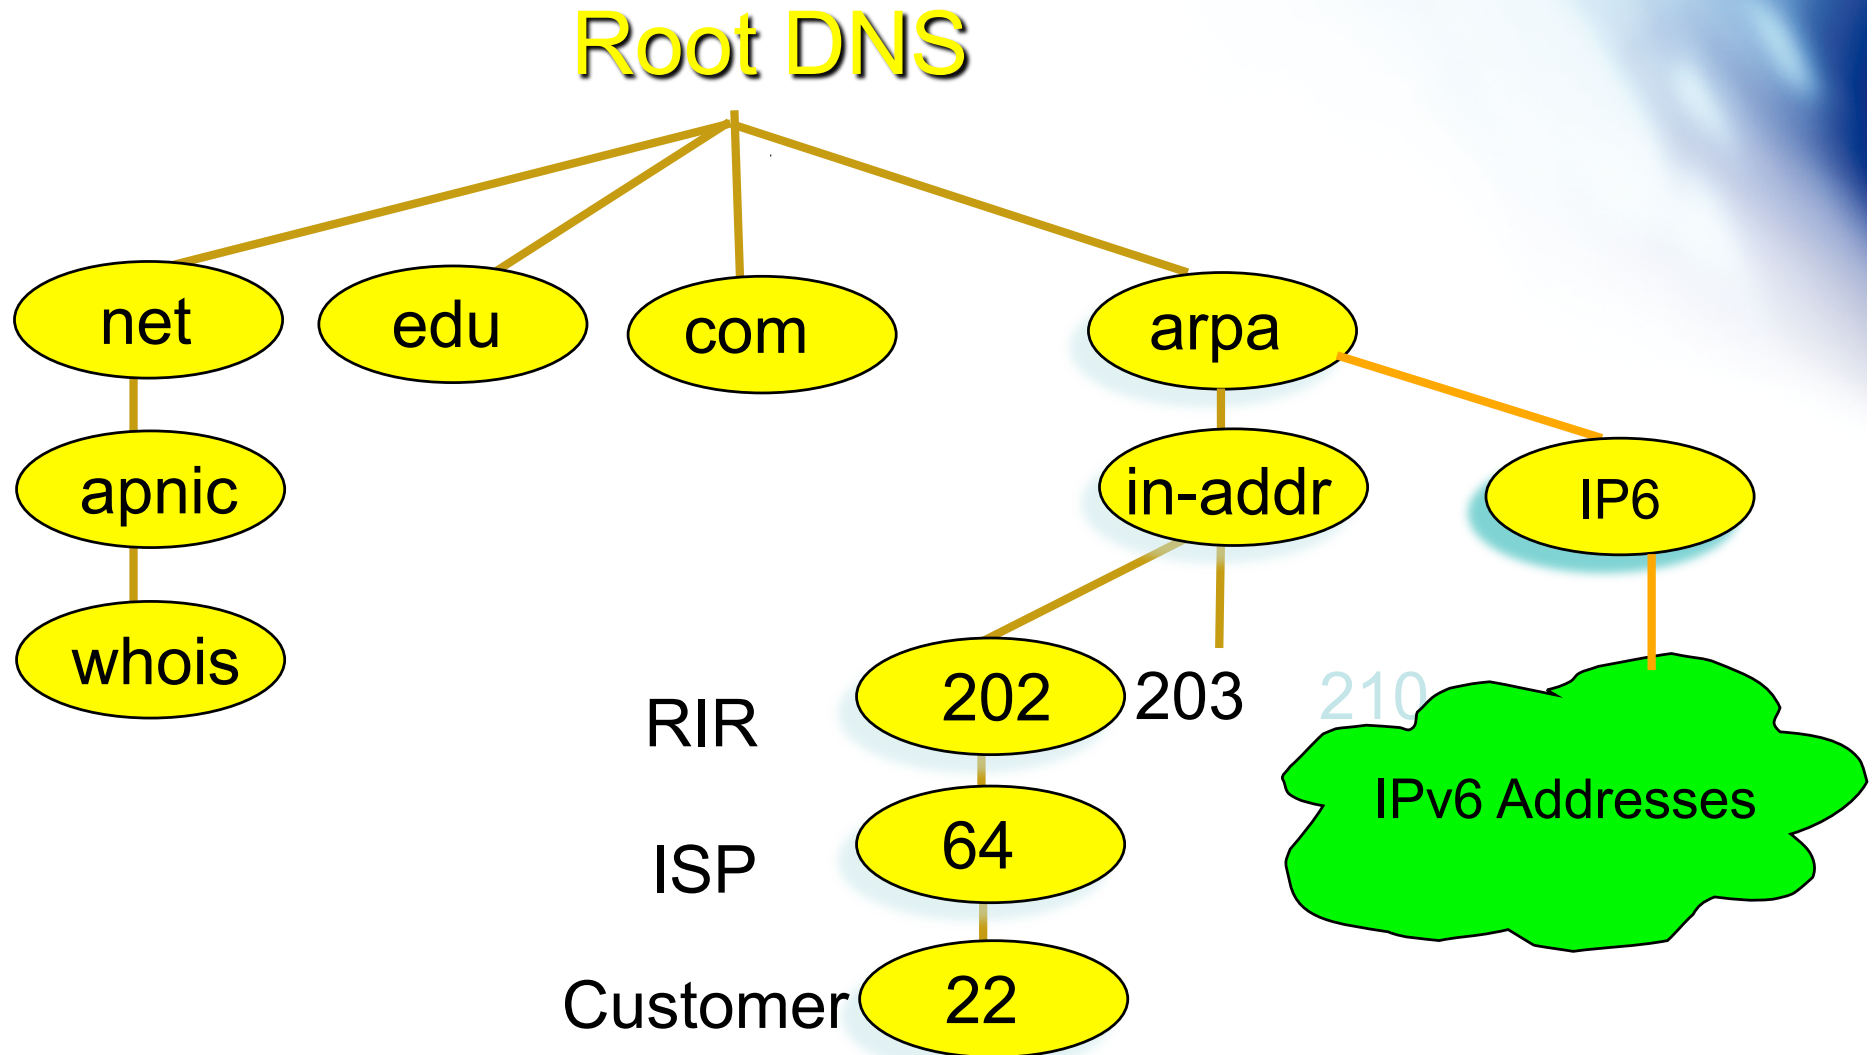 Root DNS
net
edu
com
arpa
apnic
in-addr
IP6
whois
RIR
202
203
210
ISP
64
IPv6 Addresses
Customer
22